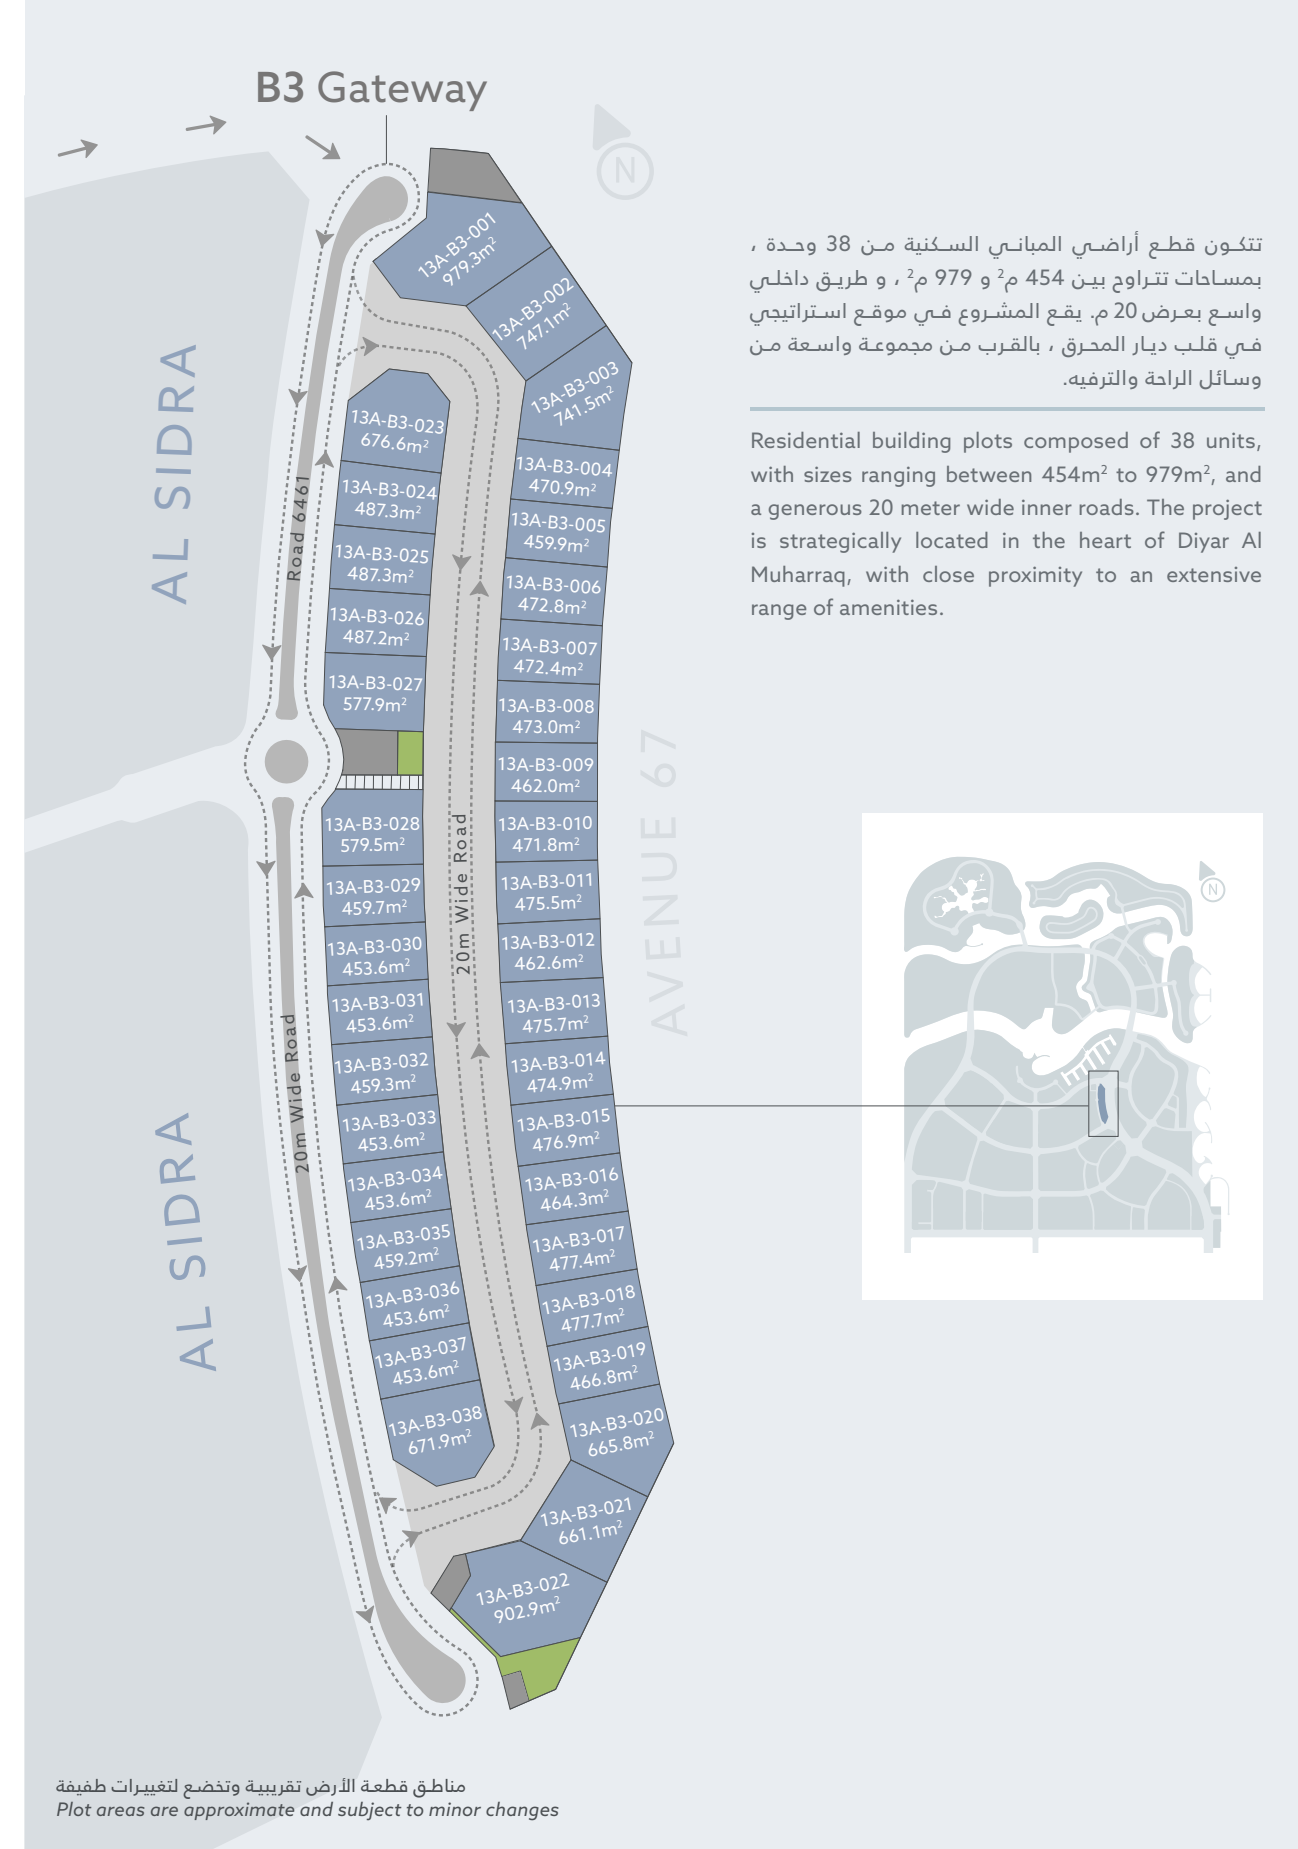 B3 Gateway
N
تتكون قطع أراضي المباني السكنية من 38 وحدة ،
بمساحات تتراوح بين 454 م² و 979 م² ، و طريق داخلي
واسع بعرض 20 م. يقع المشروع في موقع استراتيجي
في قلب ديار المحرق ، بالقرب من مجموعة واسعة من
وسائل الراحة والترفيه.
Residential building plots composed of 38 units,
with sizes ranging between 454m² to 979m², and
a generous 20 meter wide inner roads. The project
is strategically located in the heart of Diyar Al
Muharraq, with close proximity to an extensive
range of amenities.
13A-B3-001
979.3m²
13A-B3-002
747.1m²
13A-B3-003
741.5m²
13A-B3-004
470.9m²
13A-B3-005
459.9m²
13A-B3-006
472.8m²
13A-B3-007
472.4m²
13A-B3-008
473.0m²
13A-B3-009
462.0m²
13A-B3-010
471.8m²
13A-B3-011
475.5m²
13A-B3-012
462.6m²
13A-B3-013
475.7m²
13A-B3-014
474.9m²
13A-B3-015
476.9m²
13A-B3-016
464.3m²
13A-B3-017
477.4m²
13A-B3-018
477.7m²
13A-B3-019
466.8m²
13A-B3-020
665.8m²
13A-B3-021
661.1m²
13A-B3-022
902.9m²
13A-B3-023
676.6m²
13A-B3-024
487.3m²
13A-B3-025
487.3m²
13A-B3-026
487.2m²
13A-B3-027
577.9m²
13A-B3-028
579.5m²
13A-B3-029
459.7m²
13A-B3-030
453.6m²
13A-B3-031
453.6m²
13A-B3-032
459.3m²
13A-B3-033
453.6m²
13A-B3-034
453.6m²
13A-B3-035
459.2m²
13A-B3-036
453.6m²
13A-B3-037
453.6m²
13A-B3-038
671.9m²
AL SIDRA
Road 6461
20m Wide Road
AVENUE 67
20m Wide Road
AL SIDRA
N
مناطق قطعة الأرض تقريبية وتخضع لتغييرات طفيفة
Plot areas are approximate and subject to minor changes